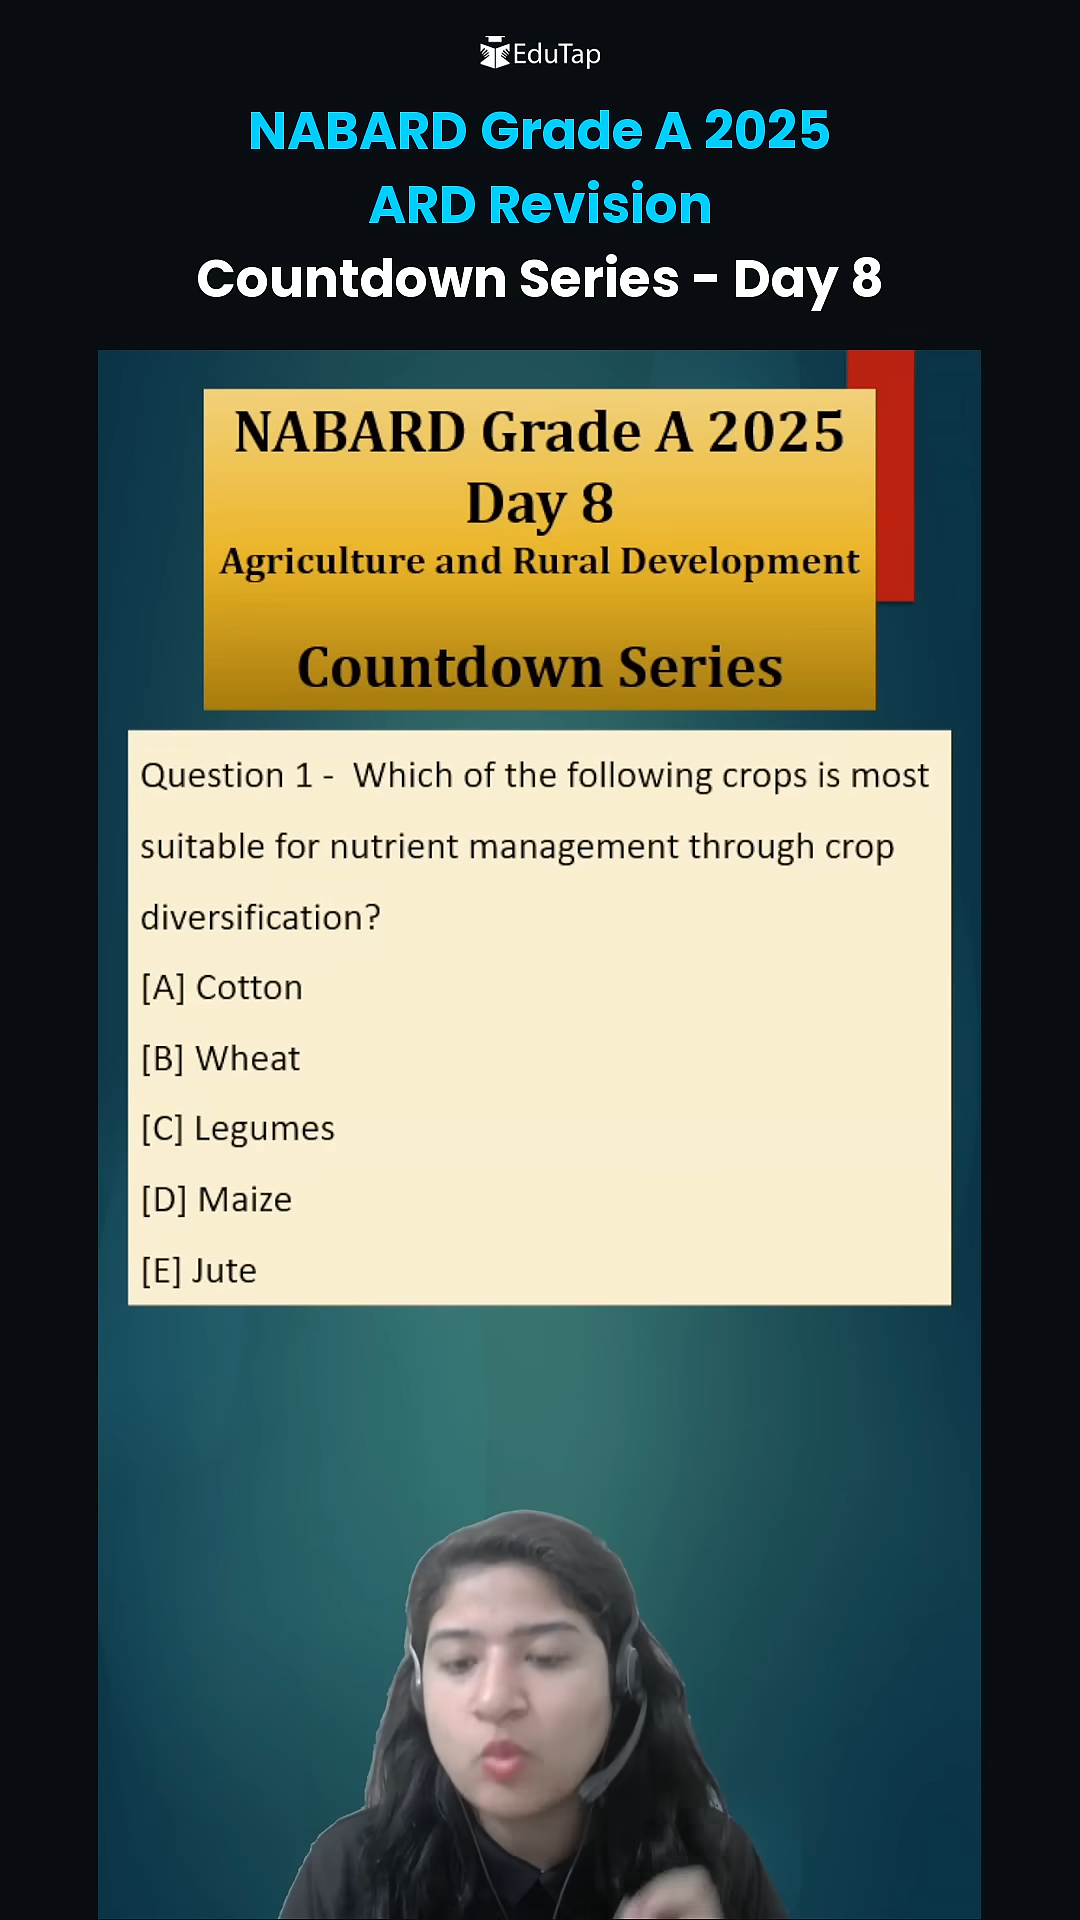 EduTap
NABARD Grade A 2025
ARD Revision
Countdown Series - Day 8
NABARD Grade A 2025
Day 8
Agriculture and Rural Development
Countdown Series
Question 1 -  Which of the following crops is most
suitable for nutrient management through crop
diversification?
[A] Cotton
[B] Wheat
[C] Legumes
[D] Maize
[E] Jute